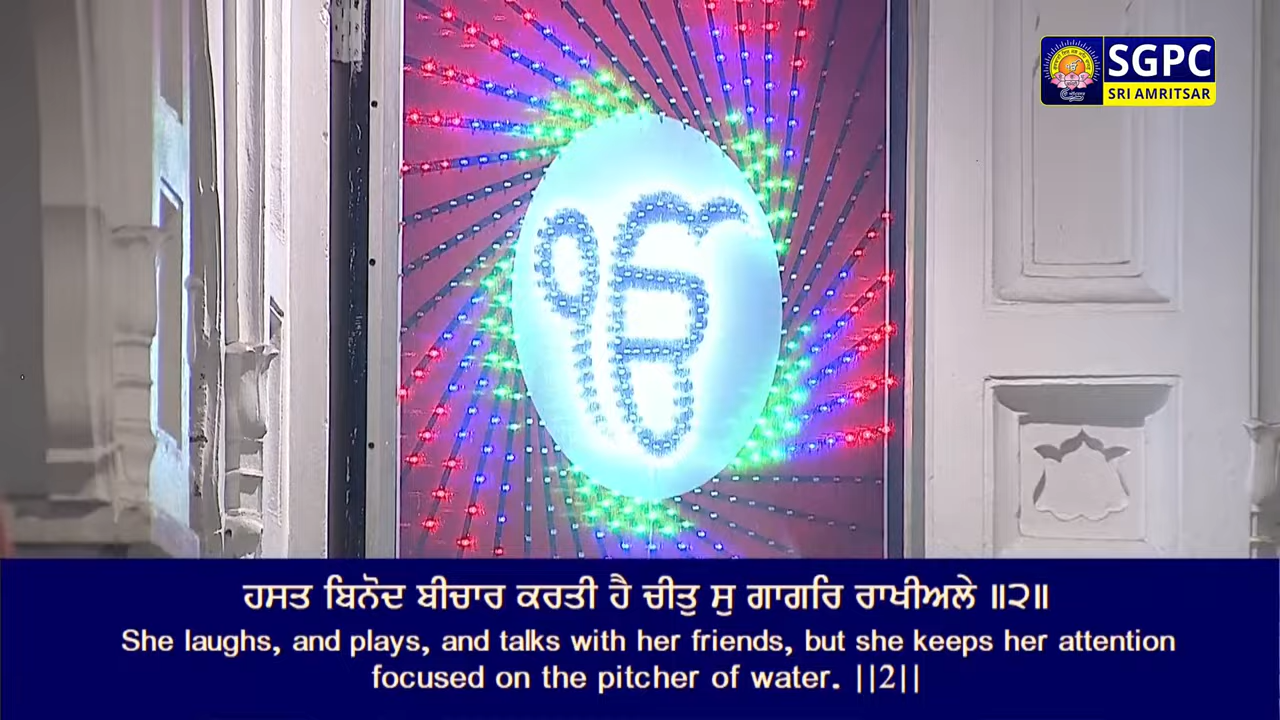 SGPC
SRI AMRITSAR
ੴ
ਹਸਤ ਬਿਨੋਦ ਬੀਚਾਰ ਕਰਤੀ ਹੈ ਚੀਤੁ ਸੁ ਗਾਗਰਿ ਰਾਖੀਅਲੇ ॥੨॥
She laughs, and plays, and talks with her friends, but she keeps her attention
focused on the pitcher of water. ||2||